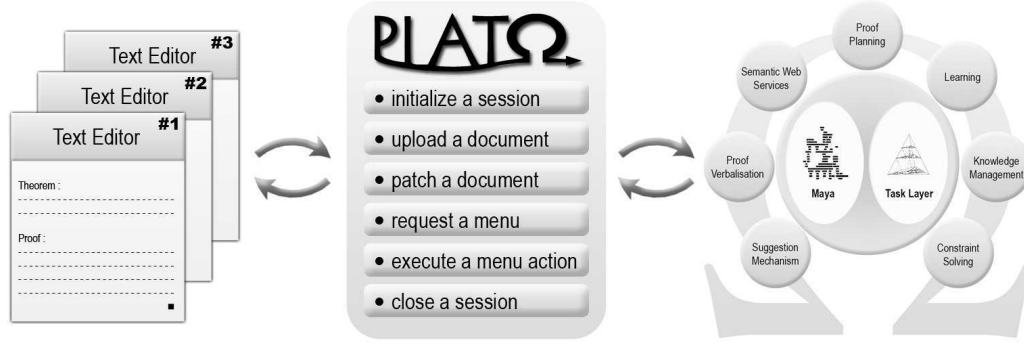 #3
Text Editor
#2
Text Editor
#1
Text Editor
Theorem :
Proof :
PLATΩ
• initialize a session
• upload a document
• patch a document
• request a menu
• execute a menu action
• close a session
Proof
Planning
Semantic Web
Services
Learning
Proof
Verbalisation
Knowledge
Management
Maya
Task Layer
Suggestion
Mechanism
Constraint
Solving